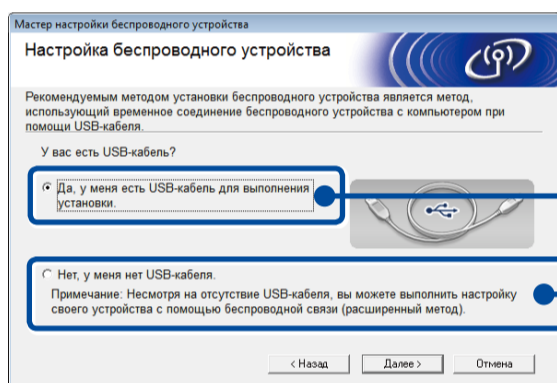 Мастер настройки беспроводного устройства
Настройка беспроводного устройства
Рекомендуемым методом установки беспроводного устройства является метод,
использующий временное соединение беспроводного устройства с компьютером при
помощи USB-кабеля.
У вас есть USB-кабель?
Да, у меня есть USB-кабель для выполнения
установки.
Нет, у меня нет USB-кабеля.
Примечание: Несмотря на отсутствие USB-кабеля, вы можете выполнить настройку
своего устройства с помощью беспроводной связи (расширенный метод).
< Назад Далее > Отмена